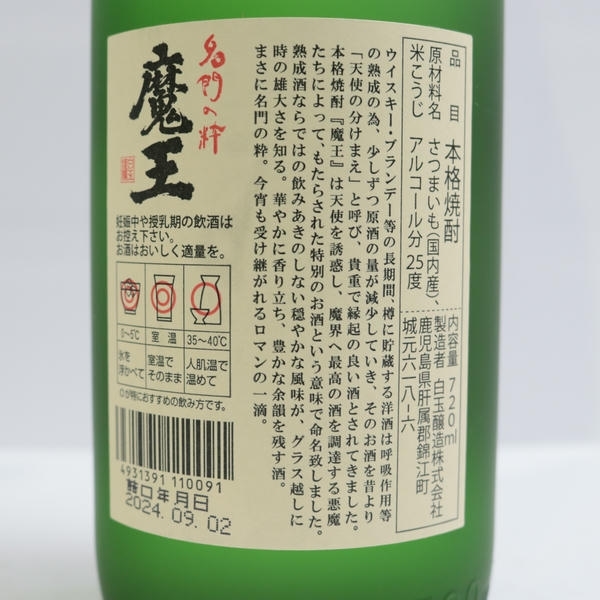 品目　本格焼酎
原材料名　さつまいも(国内産)、
米こうじ　アルコール分 25度
内容量 720ml
製造者　白玉醸造株式会社
鹿児島県肝属郡錦江町
城元六一八-六
ウイスキー・ブランデー等の長期間、樽に貯蔵する洋酒は呼吸作用等
の熟成の為、少しずつ原酒の量が減少していき、そのお酒を昔より
「天使の分けまえ」と呼び、貴重で縁起の良い酒とされてきました。
本格焼酎『魔王』は天使を誘惑し、魔界へ最高の酒を調達する悪魔
たちによって、もたらされた特別のお酒という意味で命名致しました。
熟成酒ならではの飲みあきのしない穏やかな風味が、グラス越しに
時の雄大さを知る。華やかに香り立ち、豊かな余韻を残す酒。
まさに名門の粋。今宵も受け継がれるロマンの一滴。
名門の粋
魔王
妊娠中や授乳期の飲酒は
お控え下さい。
お酒はおいしく適量を。
0〜5℃ 室温 35〜40℃
氷を
浮かべて
室温で
そのまま
人肌温で
温めて
○が特におすすめの飲み方です。
4931391 110091
詰口年月日
2024. 09. 02